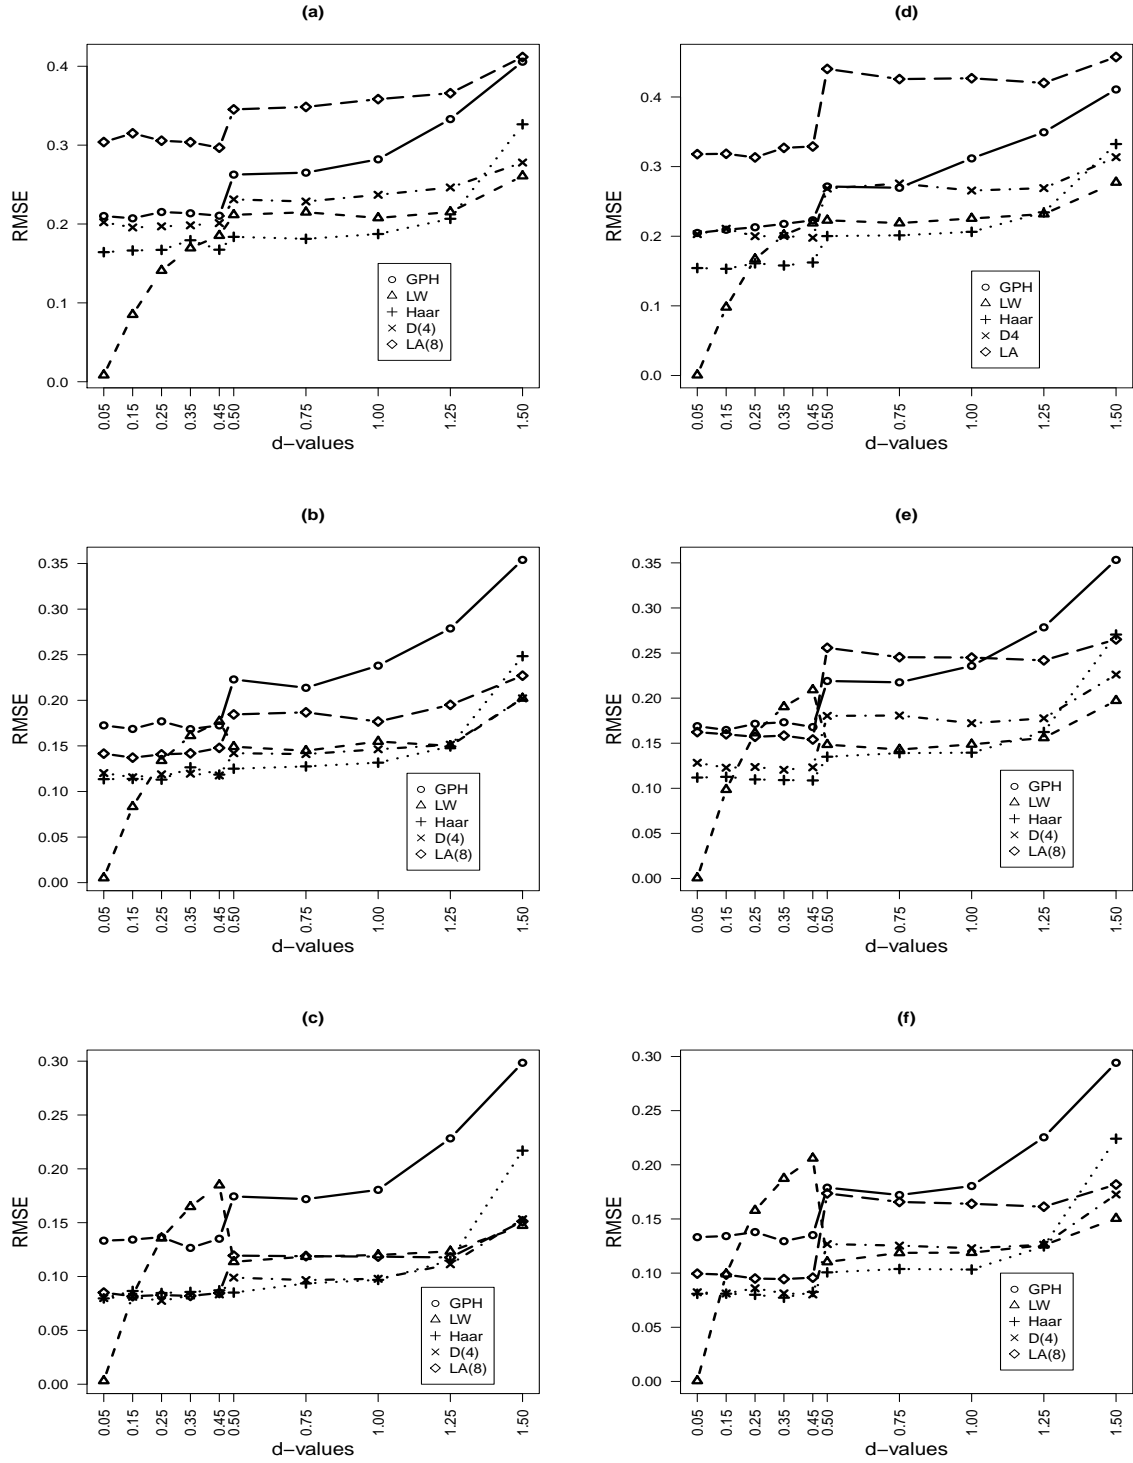 (a)
RMSE
0.4
0.3
0.2
0.1
0.0
GPH
LW
Haar
D(4)
LA(8)
0.05
0.15
0.25
0.35
0.45
0.50
0.75
1.00
1.25
1.50
d−values
(d)
RMSE
0.4
0.3
0.2
0.1
0.0
GPH
LW
Haar
D4
LA
0.05
0.15
0.25
0.35
0.45
0.50
0.75
1.00
1.25
1.50
d−values
(b)
RMSE
0.35
0.30
0.25
0.20
0.15
0.10
0.05
0.00
GPH
LW
Haar
D(4)
LA(8)
0.05
0.15
0.25
0.35
0.45
0.50
0.75
1.00
1.25
1.50
d−values
(e)
RMSE
0.35
0.30
0.25
0.20
0.15
0.10
0.05
0.00
GPH
LW
Haar
D(4)
LA(8)
0.05
0.15
0.25
0.35
0.45
0.50
0.75
1.00
1.25
1.50
d−values
(c)
RMSE
0.30
0.25
0.20
0.15
0.10
0.05
0.00
GPH
LW
Haar
D(4)
LA(8)
0.05
0.15
0.25
0.35
0.45
0.50
0.75
1.00
1.25
1.50
d−values
(f)
RMSE
0.30
0.25
0.20
0.15
0.10
0.05
0.00
GPH
LW
Haar
D(4)
LA(8)
0.05
0.15
0.25
0.35
0.45
0.50
0.75
1.00
1.25
1.50
d−values